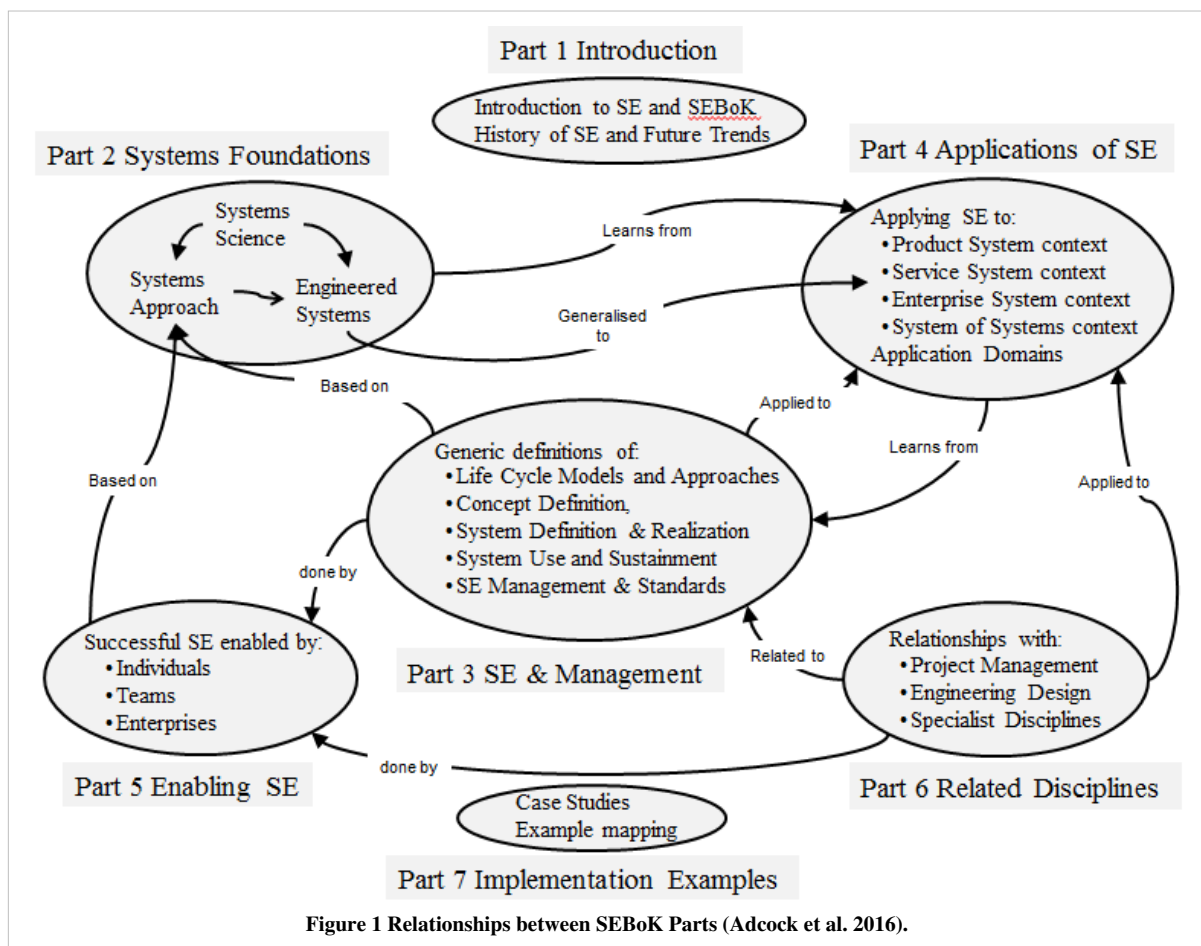 Part 1 Introduction
Introduction to SE and SEBoK
History of SE and Future Trends
Part 2 Systems Foundations
Systems
Science
Systems
Approach
Engineered
Systems
Part 4 Applications of SE
Applying SE to:
• Product System context
• Service System context
• Enterprise System context
• System of Systems context
Application Domains
Learns from
Generalised
to
Based on
Applied to
Learns from
Based on
Applied to
Generic definitions of:
• Life Cycle Models and Approaches
• Concept Definition,
• System Definition & Realization
• System Use and Sustainment
• SE Management & Standards
Part 3 SE & Management
done by
Successful SE enabled by:
• Individuals
• Teams
• Enterprises
Part 5 Enabling SE
Related to
Relationships with:
• Project Management
• Engineering Design
• Specialist Disciplines
Part 6 Related Disciplines
done by
Case Studies
Example mapping
Part 7 Implementation Examples
Figure 1 Relationships between SEBoK Parts (Adcock et al. 2016).